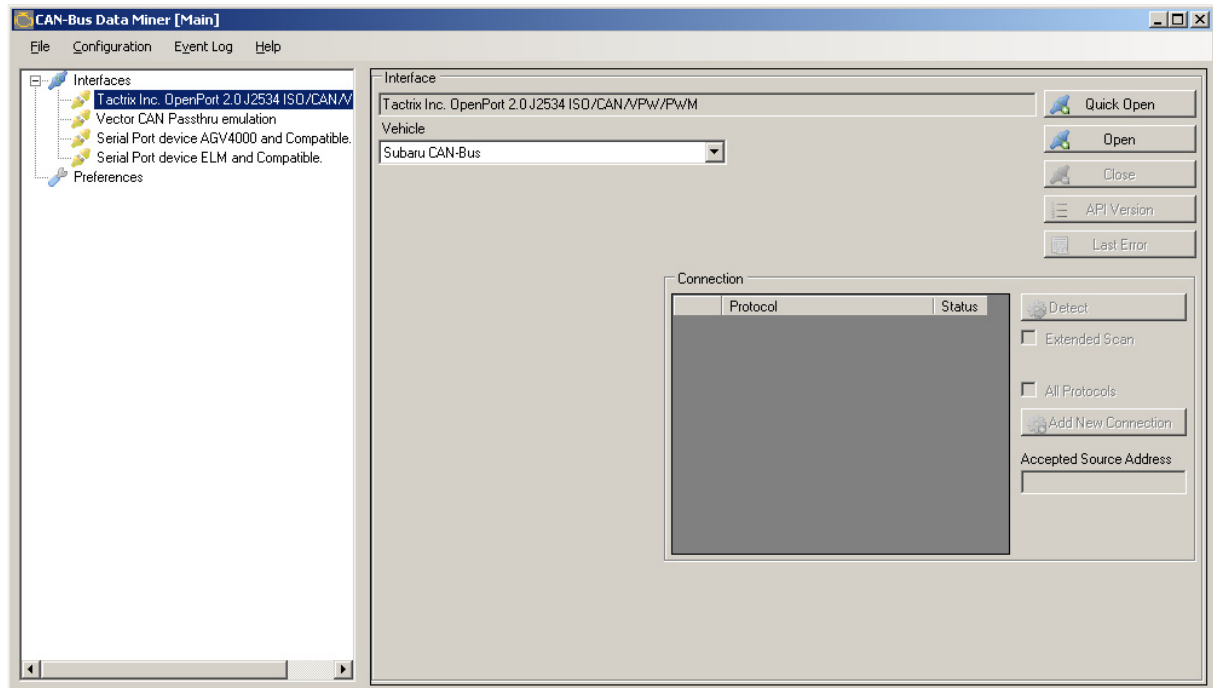 CAN-Bus Data Miner [Main]
File Configuration Event Log Help
Interfaces
Tactrix Inc. OpenPort 2.0 J2534 ISO/CAN/V
Vector CAN Passthru emulation
Serial Port device AGV4000 and Compatible.
Serial Port device ELM and Compatible.
Preferences
Interface
Tactrix Inc. OpenPort 2.0 J2534 ISO/CAN/VPW/PWM
Vehicle
Subaru CAN-Bus
Quick Open
Open
Close
API Version
Last Error
Connection
Protocol Status
Detect
Extended Scan
All Protocols
Add New Connection
Accepted Source Address